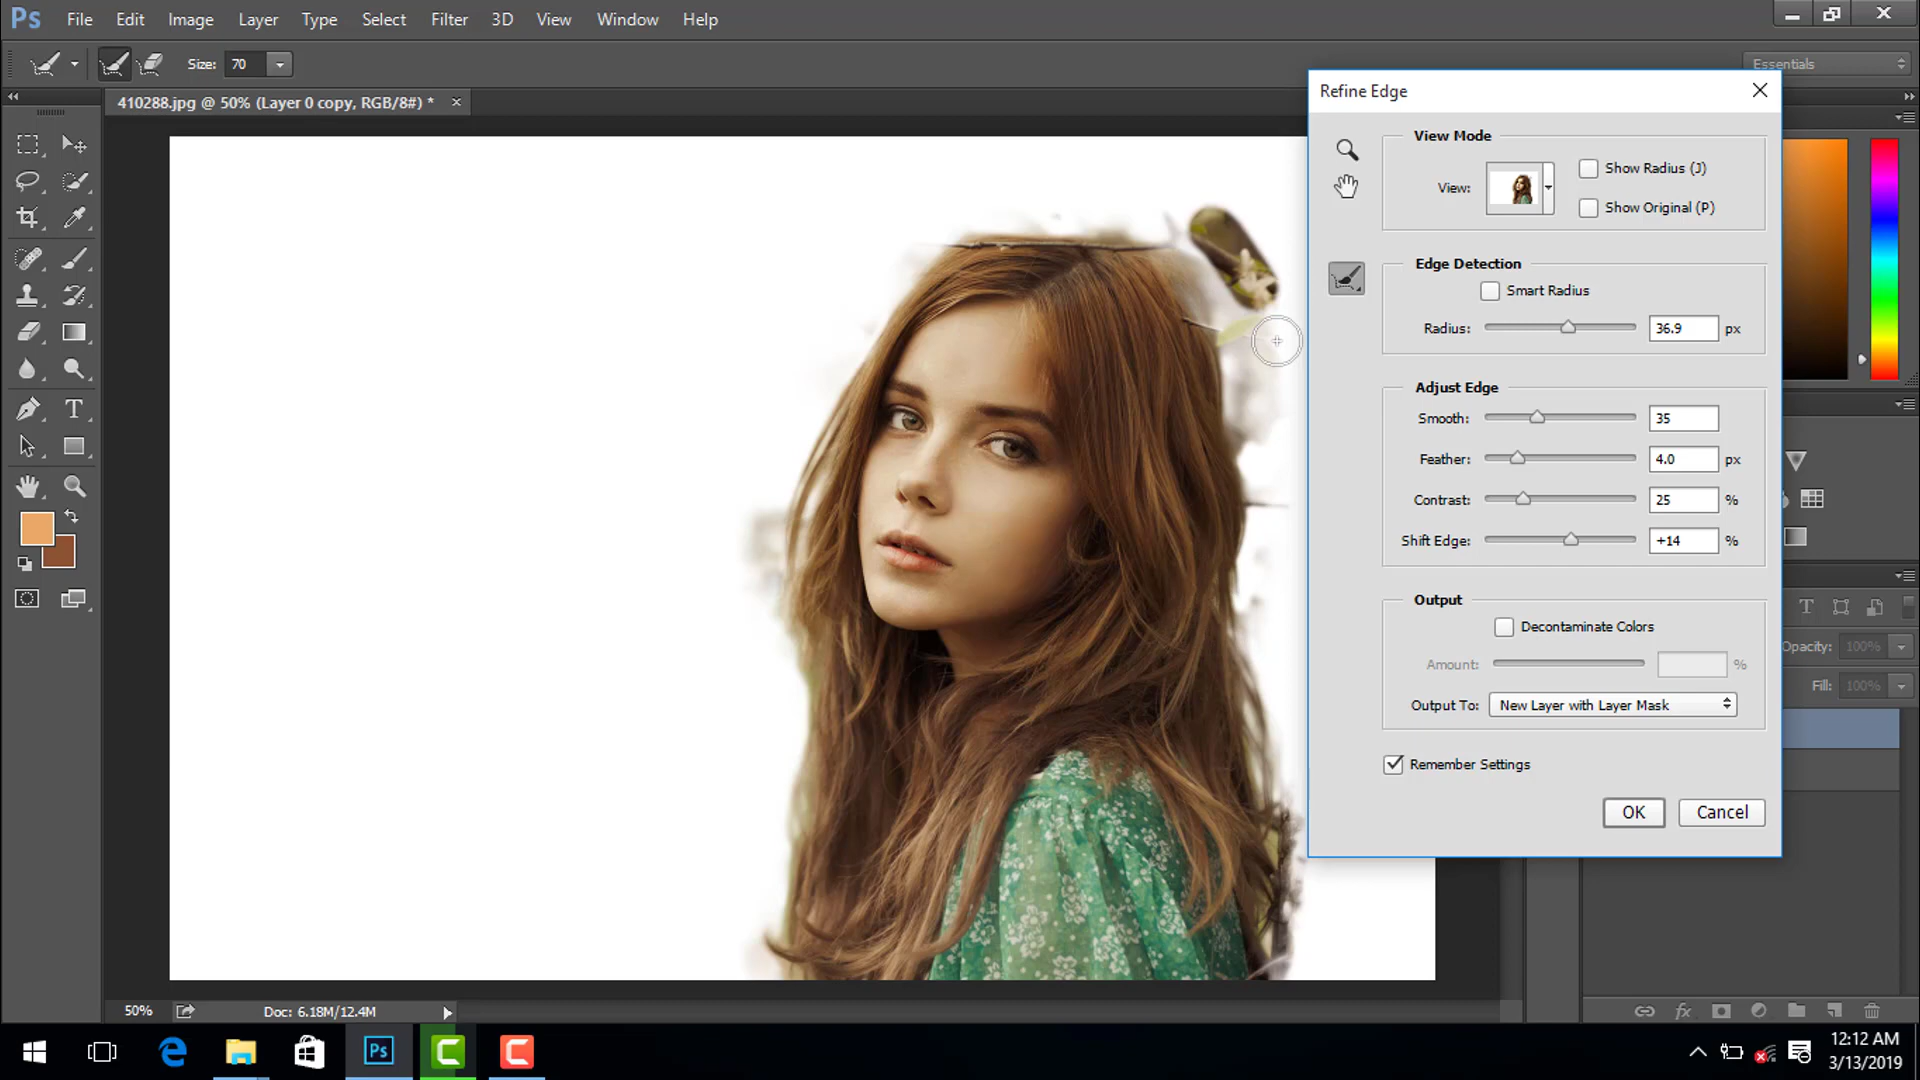 Ps File Edit Image Layer Type Select Filter 3D View Window Help
Size: 70
Essentials
410288.jpg @ 50% (Layer 0 copy, RGB/8#) *
Refine Edge
View Mode
View:
Show Radius (J)
Show Original (P)
Edge Detection
Smart Radius
Radius: 36.9 px
Adjust Edge
Smooth: 35
Feather: 4.0 px
Contrast: 25 %
Shift Edge: +14 %
Output
Decontaminate Colors
Amount: %
Output To: New Layer with Layer Mask
Remember Settings
OK Cancel
Opacity: 100%
Fill: 100%
50% Doc: 6.18M/12.4M
Ps
12:12 AM
3/13/2019